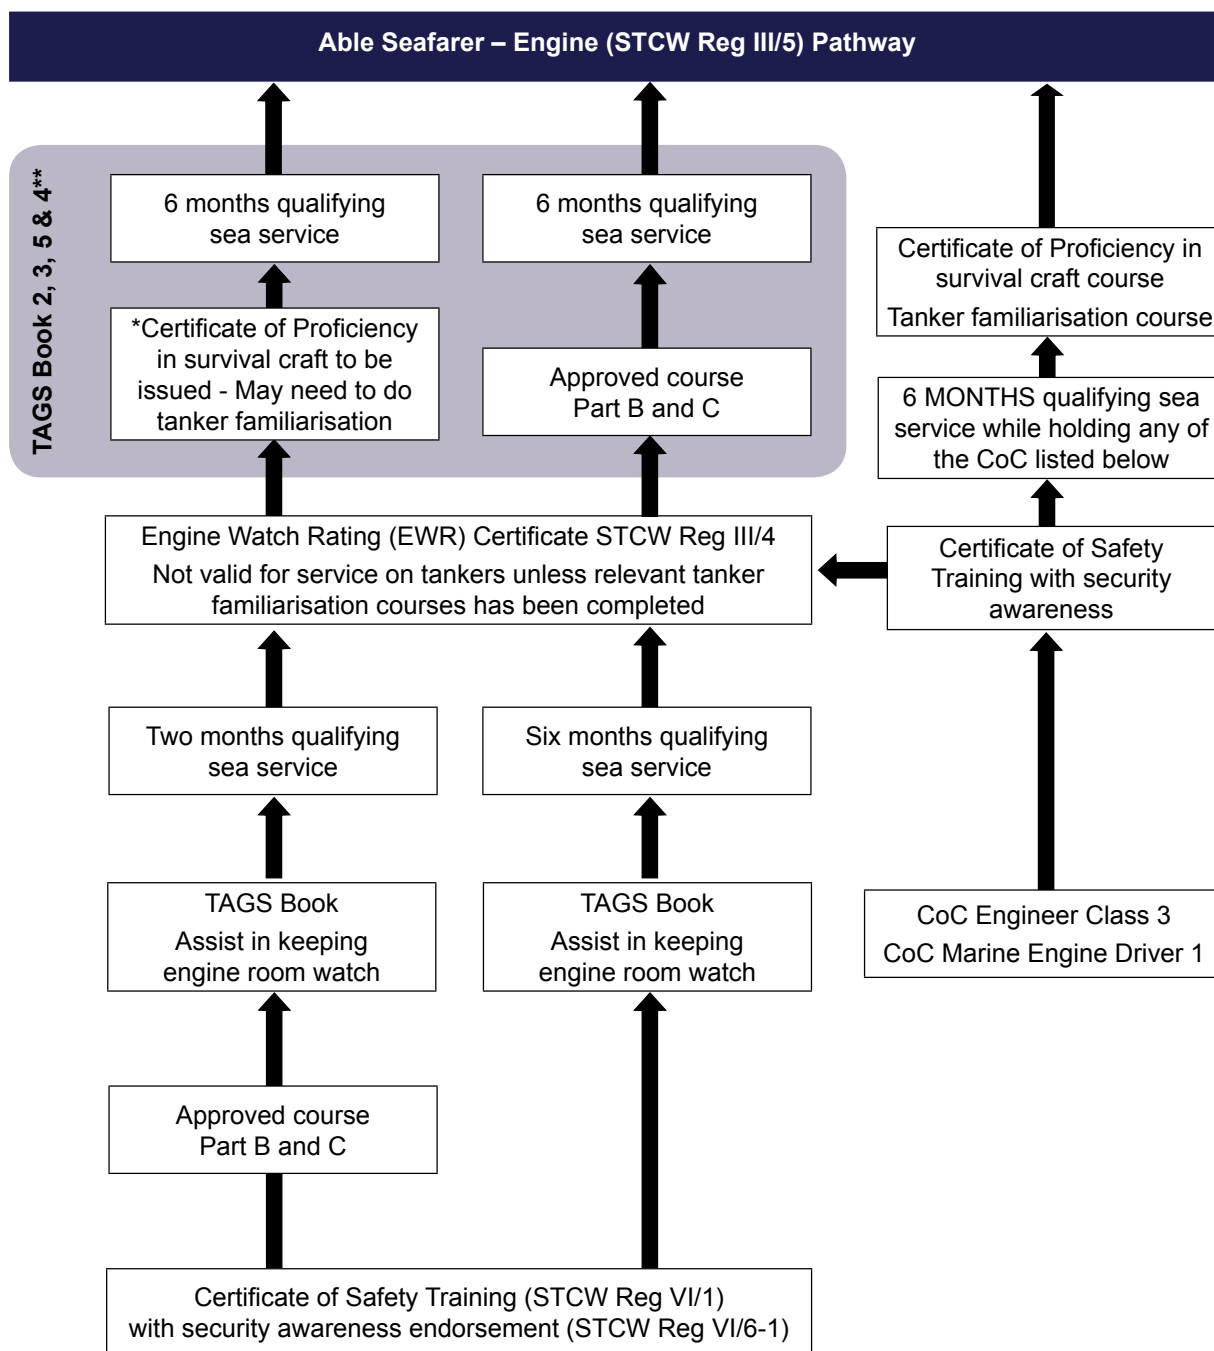 Able Seafarer – Engine (STCW Reg III/5) Pathway
TAGS Book 2, 3, 5 & 4**
6 months qualifying
sea service
6 months qualifying
sea service
Certificate of Proficiency in
survival craft course
Tanker familiarisation course
*Certificate of Proficiency
in survival craft to be
issued - May need to do
tanker familiarisation
Approved course
Part B and C
6 MONTHS qualifying sea
service while holding any of
the CoC listed below
Engine Watch Rating (EWR) Certificate STCW Reg III/4
Not valid for service on tankers unless relevant tanker
familiarisation courses has been completed
Certificate of Safety
Training with security
awareness
Two months qualifying
sea service
Six months qualifying
sea service
TAGS Book
Assist in keeping
engine room watch
TAGS Book
Assist in keeping
engine room watch
CoC Engineer Class 3
CoC Marine Engine Driver 1
Approved course
Part B and C
Certificate of Safety Training (STCW Reg VI/1)
with security awareness endorsement (STCW Reg VI/6-1)